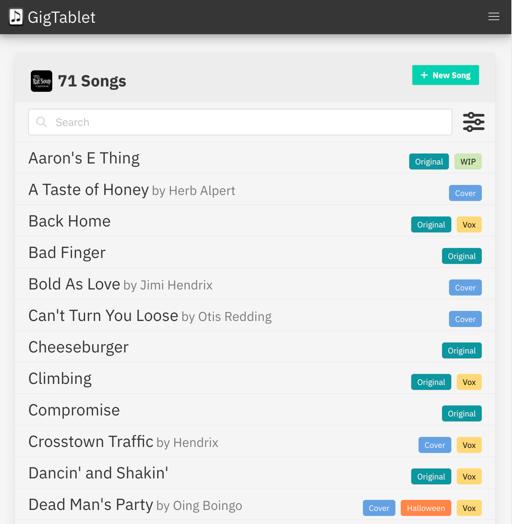 GigTablet
71 Songs
+ New Song
Search
Aaron's E Thing Original WIP
A Taste of Honey by Herb Alpert Cover
Back Home Original Vox
Bad Finger Original
Bold As Love by Jimi Hendrix Cover
Can't Turn You Loose by Otis Redding Cover
Cheeseburger Original
Climbing Original Vox
Compromise Original
Crosstown Traffic by Hendrix Cover Vox
Dancin' and Shakin' Original Vox
Dead Man's Party by Oing Boingo Cover Halloween Vox